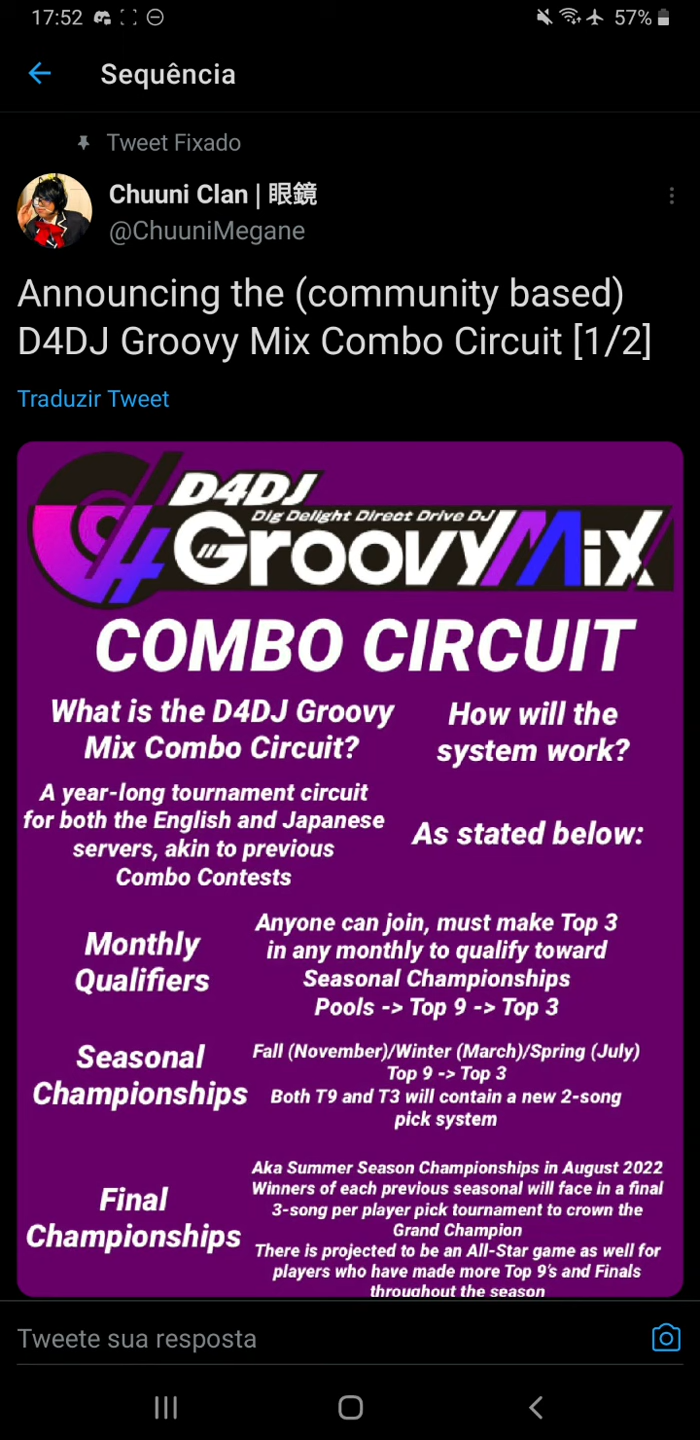 17:52
57%
Sequência
Tweet Fixado
Chuuni Clan | 眼鏡
@ChuuniMegane
Announcing the (community based)
D4DJ Groovy Mix Combo Circuit [1/2]
Traduzir Tweet
D4DJ
Dig Delight Direct Drive DJ
Groovy Mix
COMBO CIRCUIT
What is the D4DJ Groovy
Mix Combo Circuit?
A year-long tournament circuit
for both the English and Japanese
servers, akin to previous
Combo Contests
How will the
system work?
As stated below:
Monthly
Qualifiers
Anyone can join, must make Top 3
in any monthly to qualify toward
Seasonal Championships
Pools -> Top 9 -> Top 3
Seasonal
Championships
Fall (November)/Winter (March)/Spring (July)
Top 9 -> Top 3
Both T9 and T3 will contain a new 2-song
pick system
Final
Championships
Aka Summer Season Championships in August 2022
Winners of each previous seasonal will face in a final
3-song per player pick tournament to crown the
Grand Champion
There is projected to be an All-Star game as well for
players who have made more Top 9's and Finals
throughout the season
Tweete sua resposta